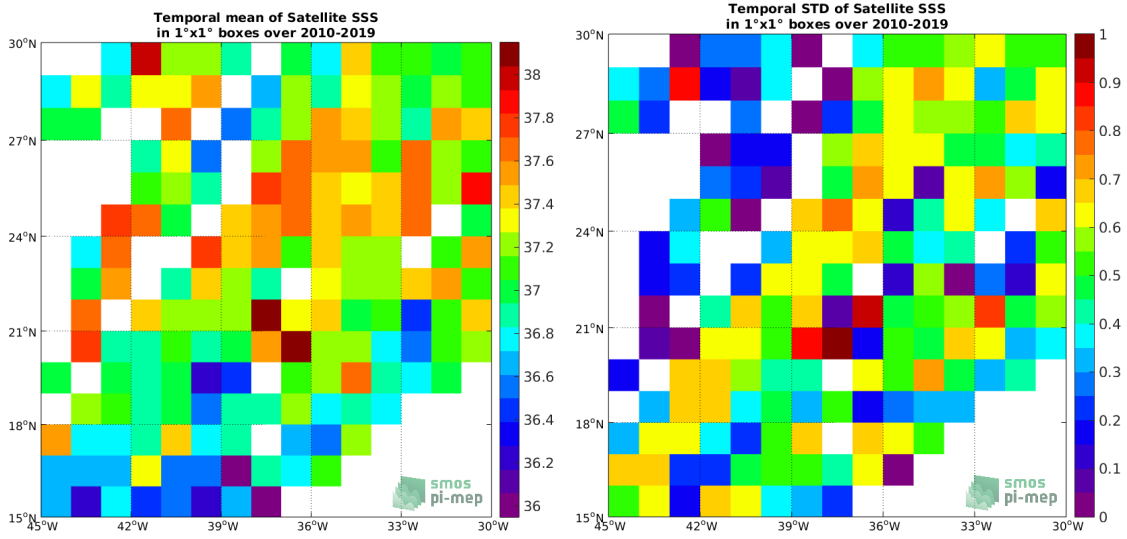 Temporal mean of Satellite SSS
in 1°x1° boxes over 2010-2019
30°N
27°N
24°N
21°N
18°N
15°N
45°W
42°W
39°W
36°W
33°W
30°W
38
37.8
37.6
37.4
37.2
37
36.8
36.6
36.4
36.2
36
smos
pi-mep
Temporal STD of Satellite SSS
in 1°x1° boxes over 2010-2019
30°N
27°N
24°N
21°N
18°N
15°N
45°W
42°W
39°W
36°W
33°W
30°W
1
0.9
0.8
0.7
0.6
0.5
0.4
0.3
0.2
0.1
0
smos
pi-mep